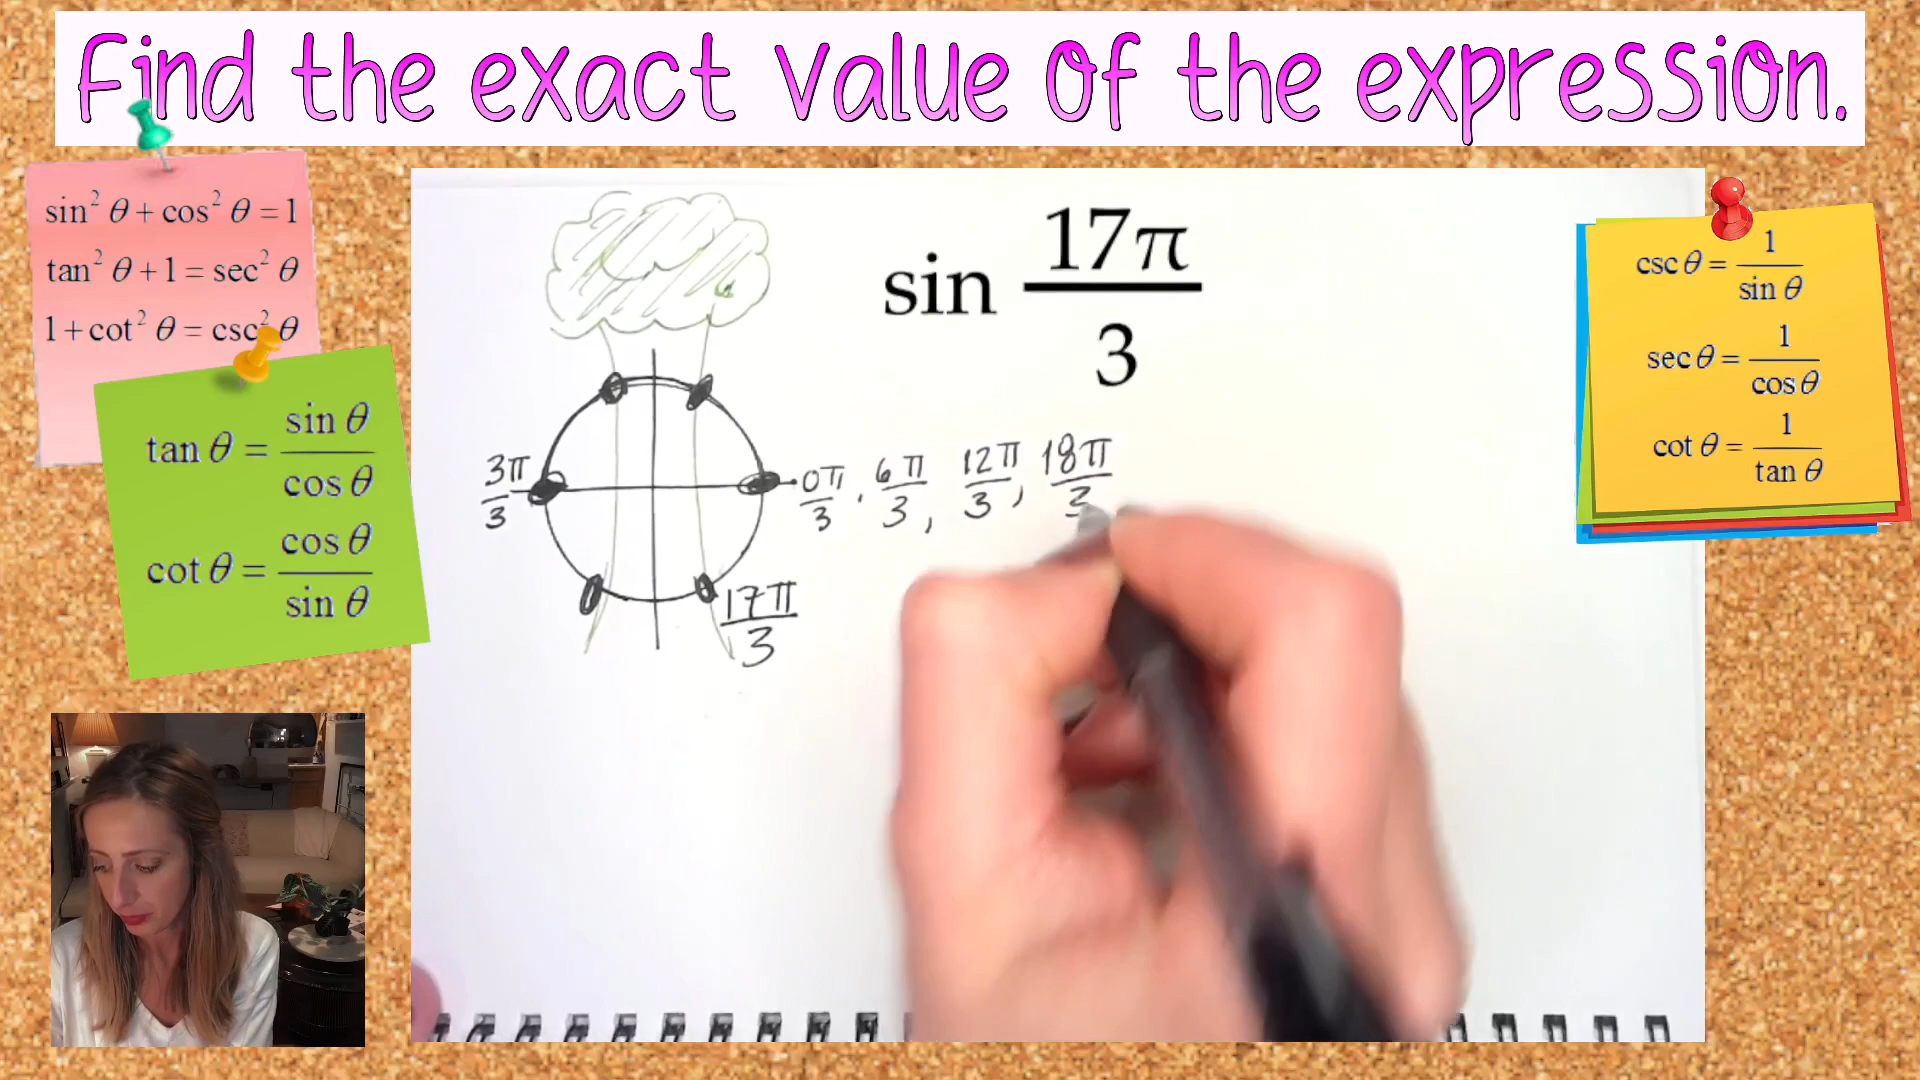 Find the exact value of the expression.
sin² θ + cos² θ = 1
tan² θ + 1 = sec² θ
1 + cot² θ = csc² θ
tan θ = sin θ / cos θ
cot θ = cos θ / sin θ
sin 17π / 3
3π / 3
0π / 3 , 6π / 3 , 12π / 3 , 18π / 3
17π / 3
csc θ = 1 / sin θ
sec θ = 1 / cos θ
cot θ = 1 / tan θ